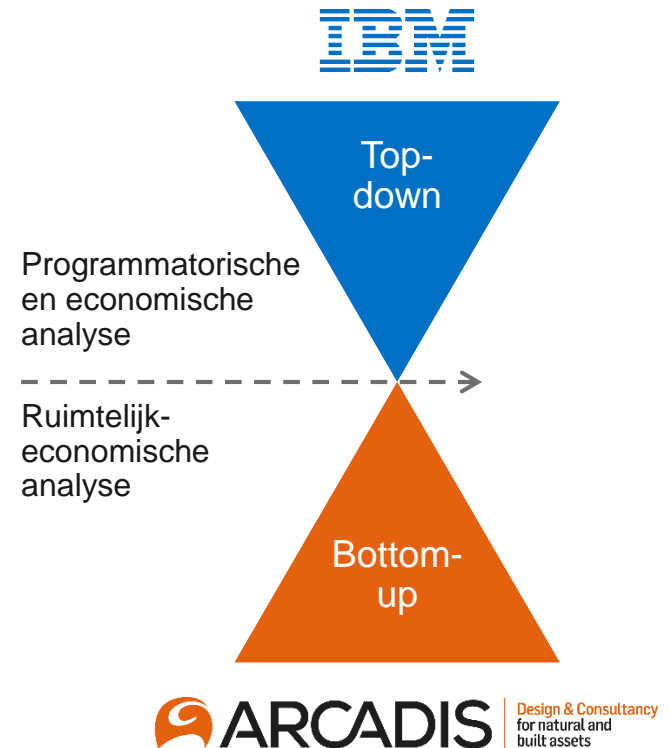 IBM
Top-
down
Programmatorische
en economische
analyse
Ruimtelijk-
economische
analyse
Bottom-
up
ARCADIS
Design & Consultancy
for natural and
built assets